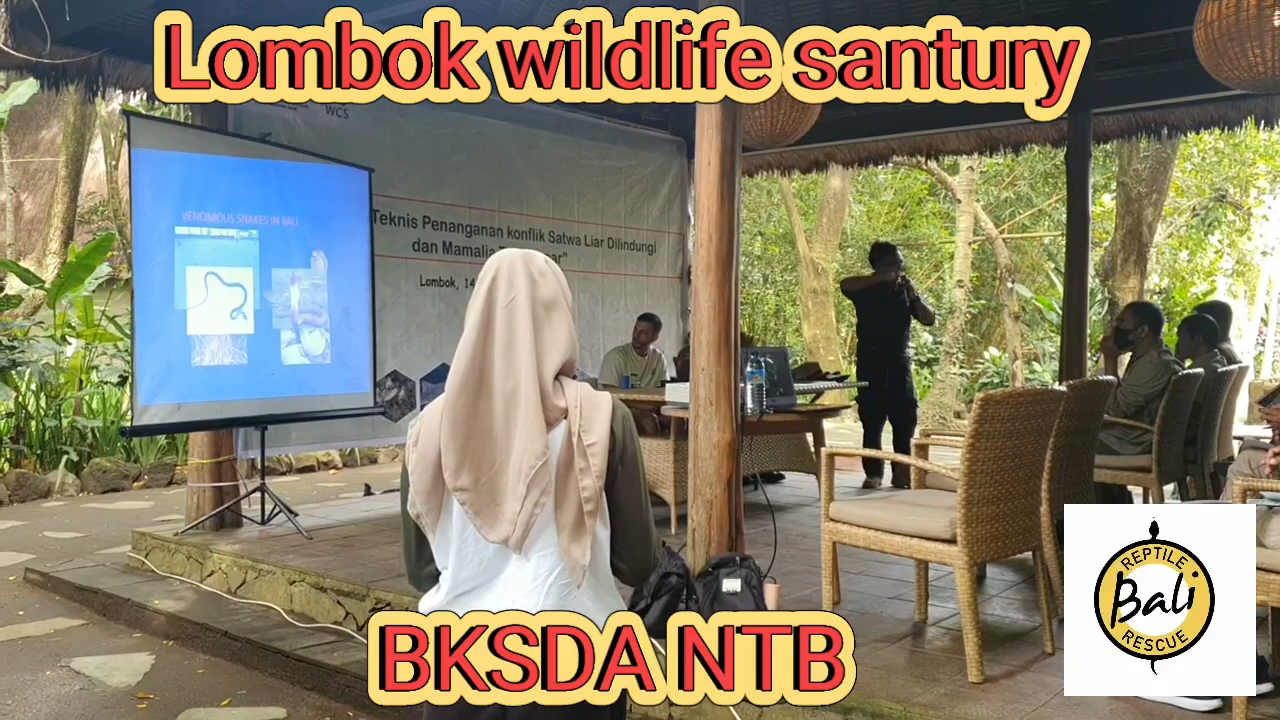 Lombok wildlife santury
WCS
VENOMOUS SNAKES IN BALI
Teknis Penanganan konflik Satwa Liar Dilindungi
dan Mamalia
Lombok, 14
REPTILE
Bali
RESCUE
BKSDA NTB